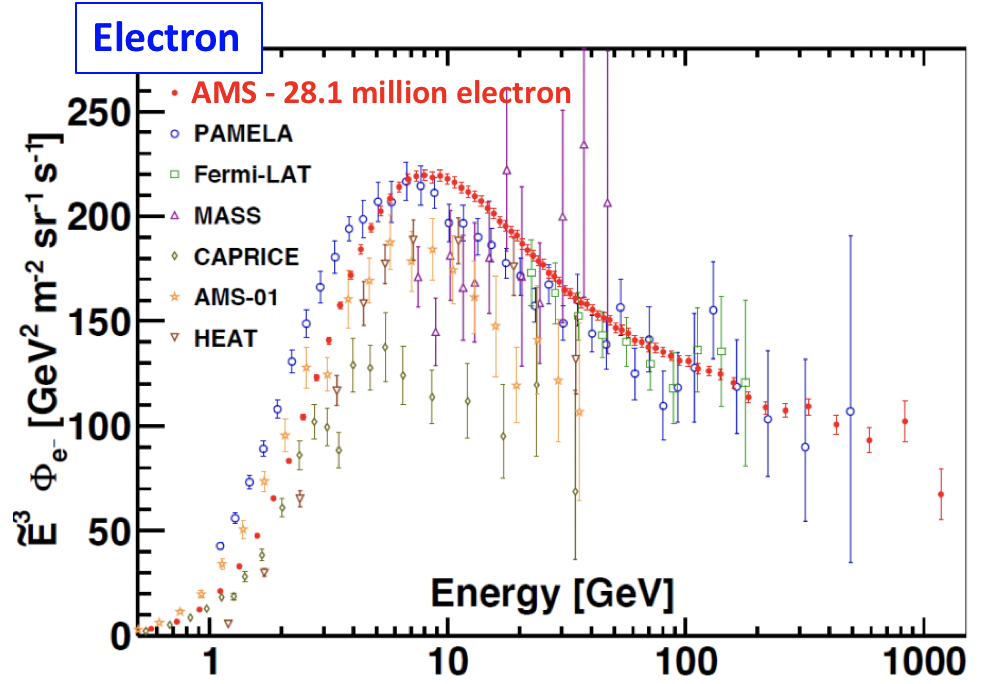 Electron
AMS - 28.1 million electron
PAMELA
Fermi-LAT
MASS
CAPRICE
AMS-01
HEAT
Ẽ³ Φe⁻ [GeV² m⁻² sr⁻¹ s⁻¹]
250
200
150
100
50
0
Energy [GeV]
1 10 100 1000